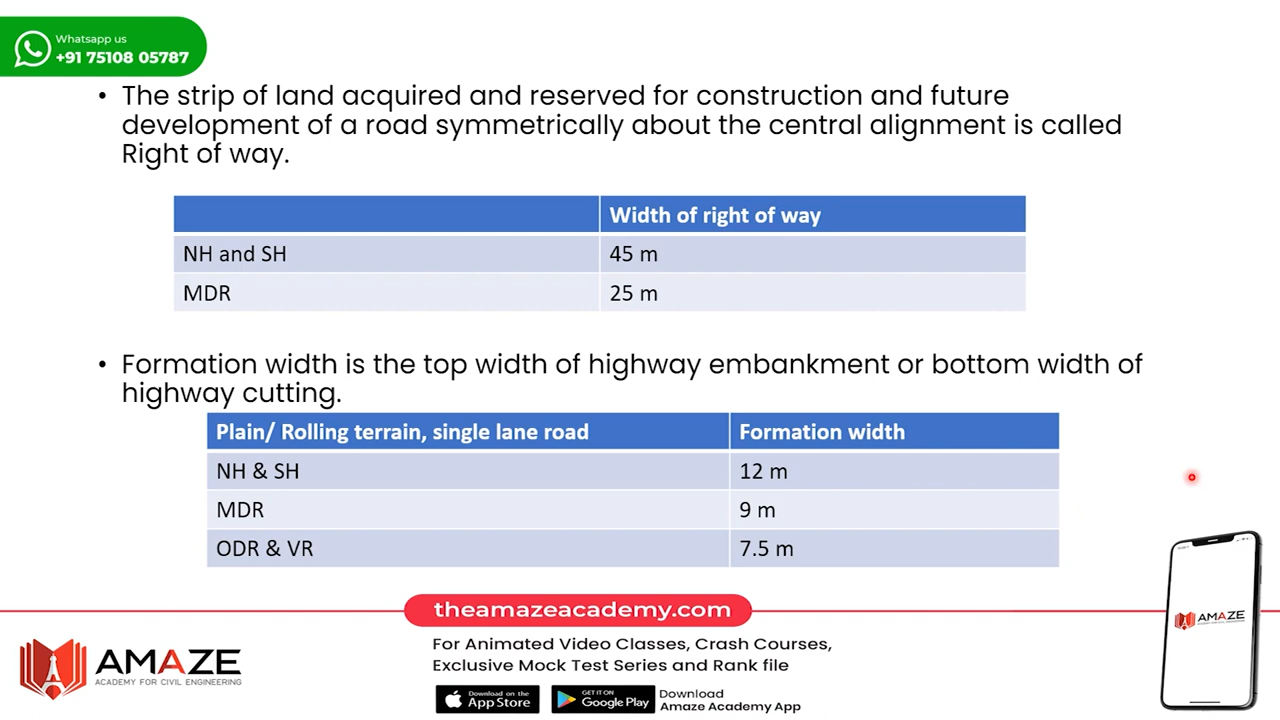 Whatsapp us
+91 75108 05787
• The strip of land acquired and reserved for construction and future
development of a road symmetrically about the central alignment is called
Right of way.
Width of right of way
NH and SH 45 m
MDR 25 m
• Formation width is the top width of highway embankment or bottom width of
highway cutting.
Plain/ Rolling terrain, single lane road Formation width
NH & SH 12 m
MDR 9 m
ODR & VR 7.5 m
theamazeacademy.com
For Animated Video Classes, Crash Courses,
Exclusive Mock Test Series and Rank file
AMAZE
ACADEMY FOR CIVIL ENGINEERING
Download on the
App Store
GET IT ON
Google Play
Download
Amaze Academy App
AMAZE